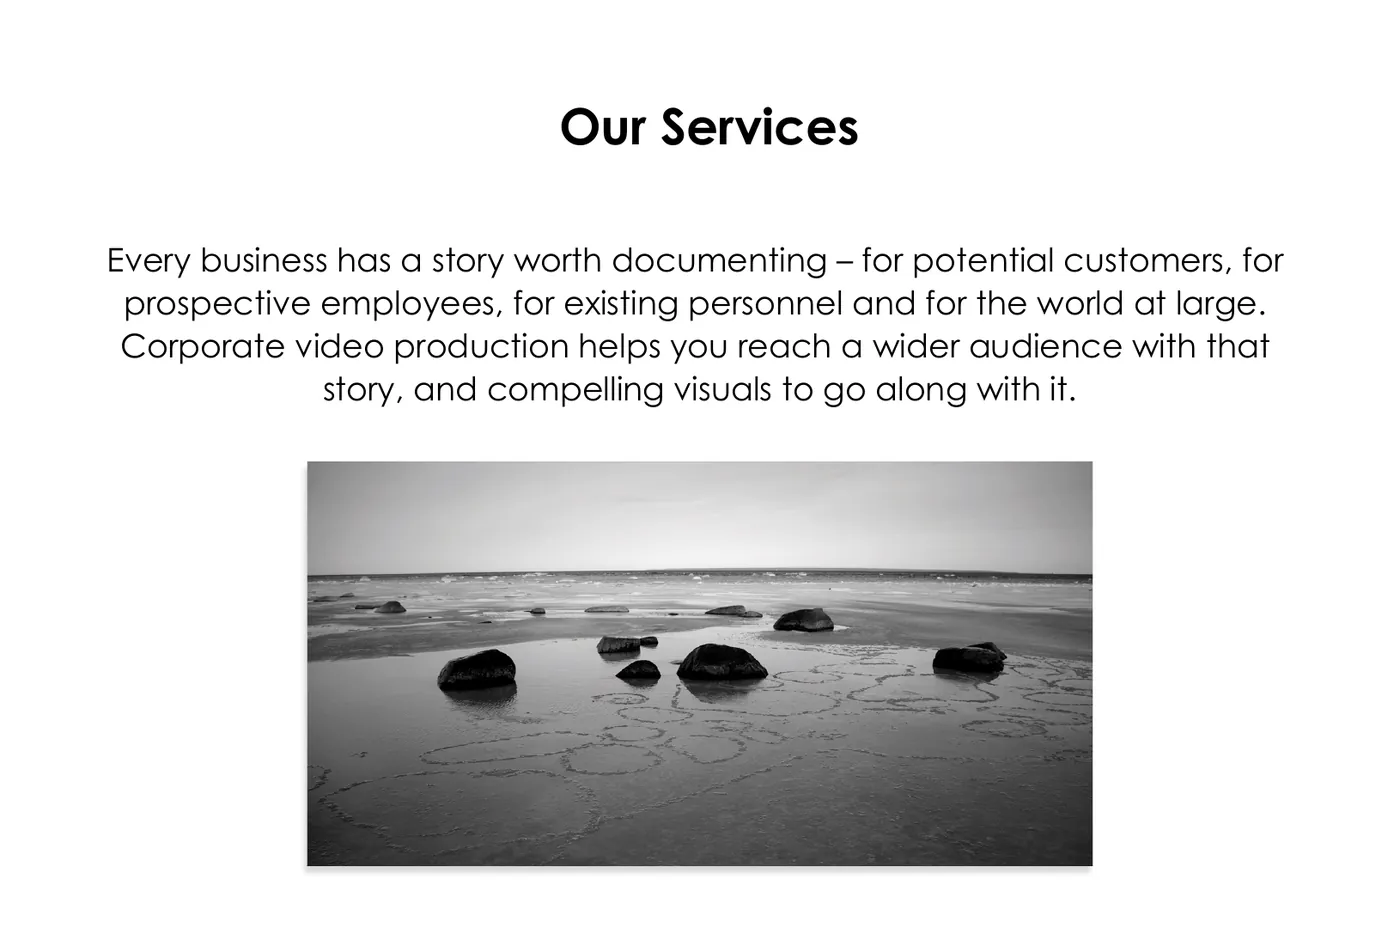 Our Services
Every business has a story worth documenting – for potential customers, for
prospective employees, for existing personnel and for the world at large.
Corporate video production helps you reach a wider audience with that
story, and compelling visuals to go along with it.